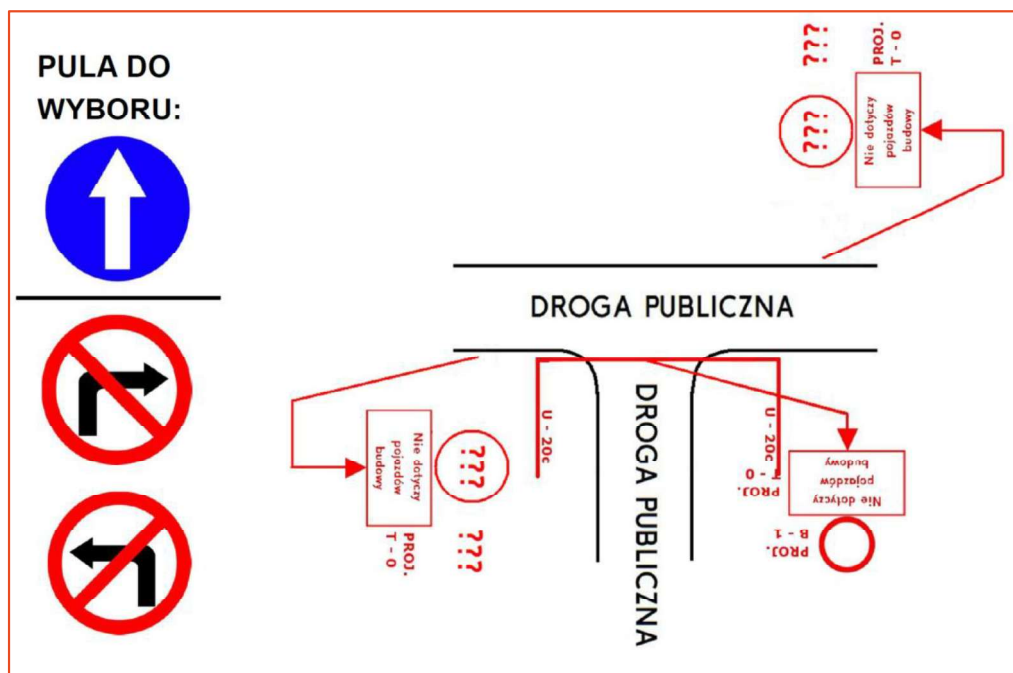 PULA DO
WYBORU:
???
PROJ.
T - 0
???
Nie dotyczy
pojazdów
budowy
DROGA PUBLICZNA
DROGA PUBLICZNA
U - 20c
U - 20c
Nie dotyczy
pojazdów
budowy
???
PROJ.
T - 0
???
PROJ.
T - 0
Nie dotyczy
pojazdów
budowy
PROJ.
B - 1